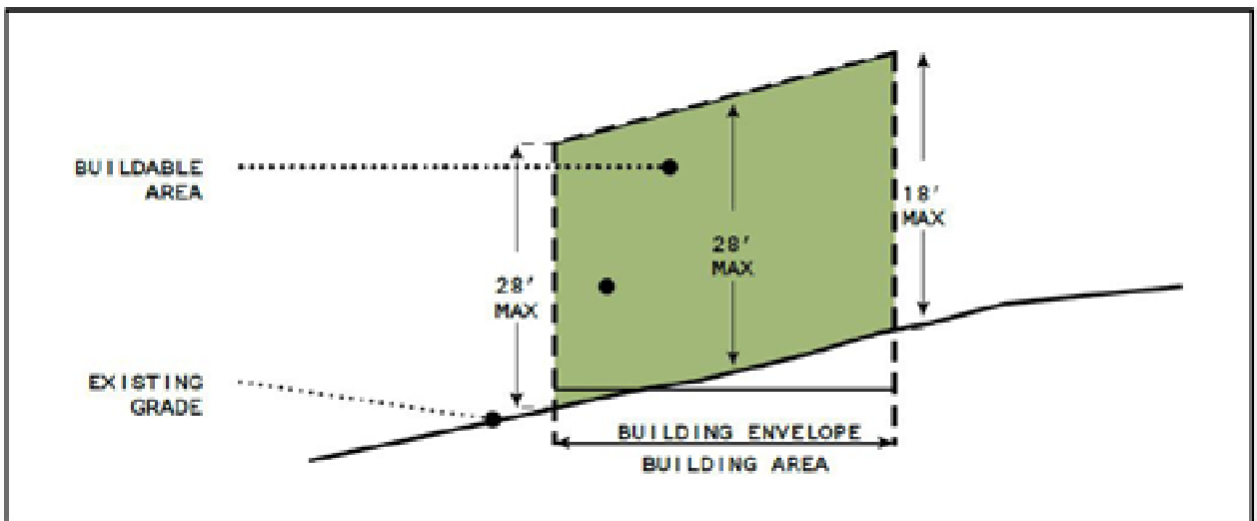 BUILDABLE
AREA
18'
MAX
28'
MAX
28'
MAX
EXISTING
GRADE
BUILDING ENVELOPE
BUILDING AREA